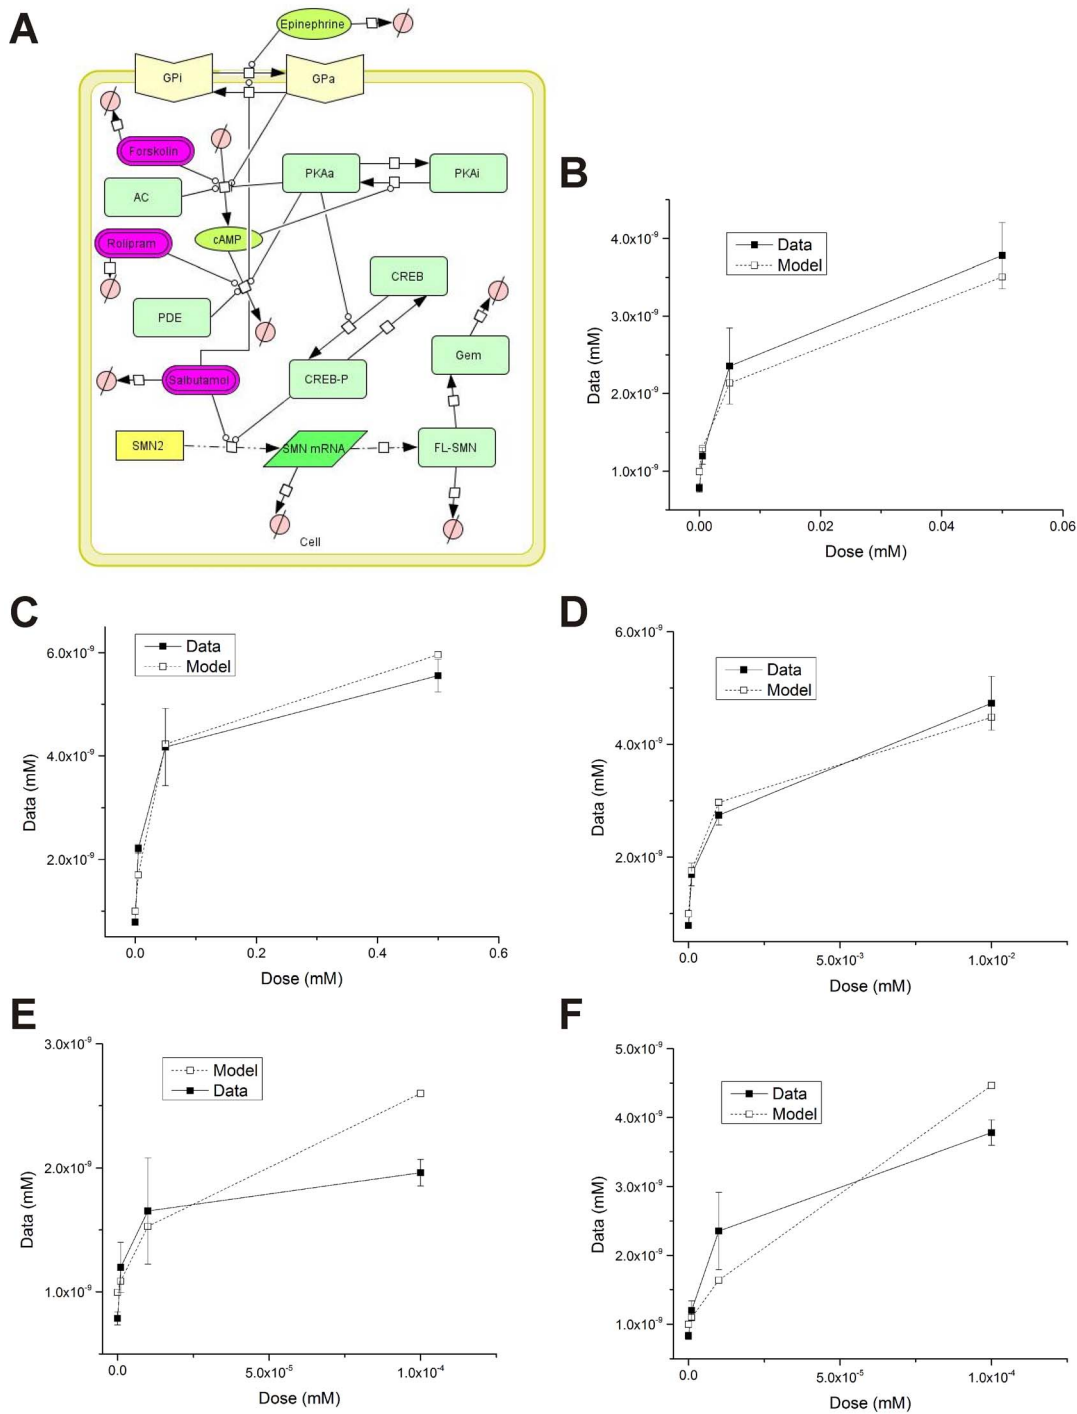 A
Epinephrine
GPi
GPa
Forskolin
AC
PKAa
PKAi
Rolipram
cAMP
CREB
PDE
Gem
Salbutamol
CREB-P
SMN2
SMN mRNA
FL-SMN
Cell
B
Data
Model
4.0x10⁻⁹
3.0x10⁻⁹
2.0x10⁻⁹
1.0x10⁻⁹
Data (mM)
0.00
0.02
0.04
0.06
Dose (mM)
C
Data
Model
6.0x10⁻⁹
4.0x10⁻⁹
2.0x10⁻⁹
Data (mM)
0.0
0.2
0.4
0.6
Dose (mM)
D
Data
Model
6.0x10⁻⁹
4.0x10⁻⁹
2.0x10⁻⁹
Data (mM)
0.0
5.0x10⁻³
1.0x10⁻²
Dose (mM)
E
Model
Data
3.0x10⁻⁹
2.0x10⁻⁹
1.0x10⁻⁹
Data (mM)
0.0
5.0x10⁻⁵
1.0x10⁻⁴
Dose (mM)
F
Data
Model
5.0x10⁻⁹
4.0x10⁻⁹
3.0x10⁻⁹
2.0x10⁻⁹
1.0x10⁻⁹
Data (mM)
0.0
5.0x10⁻⁵
1.0x10⁻⁴
Dose (mM)